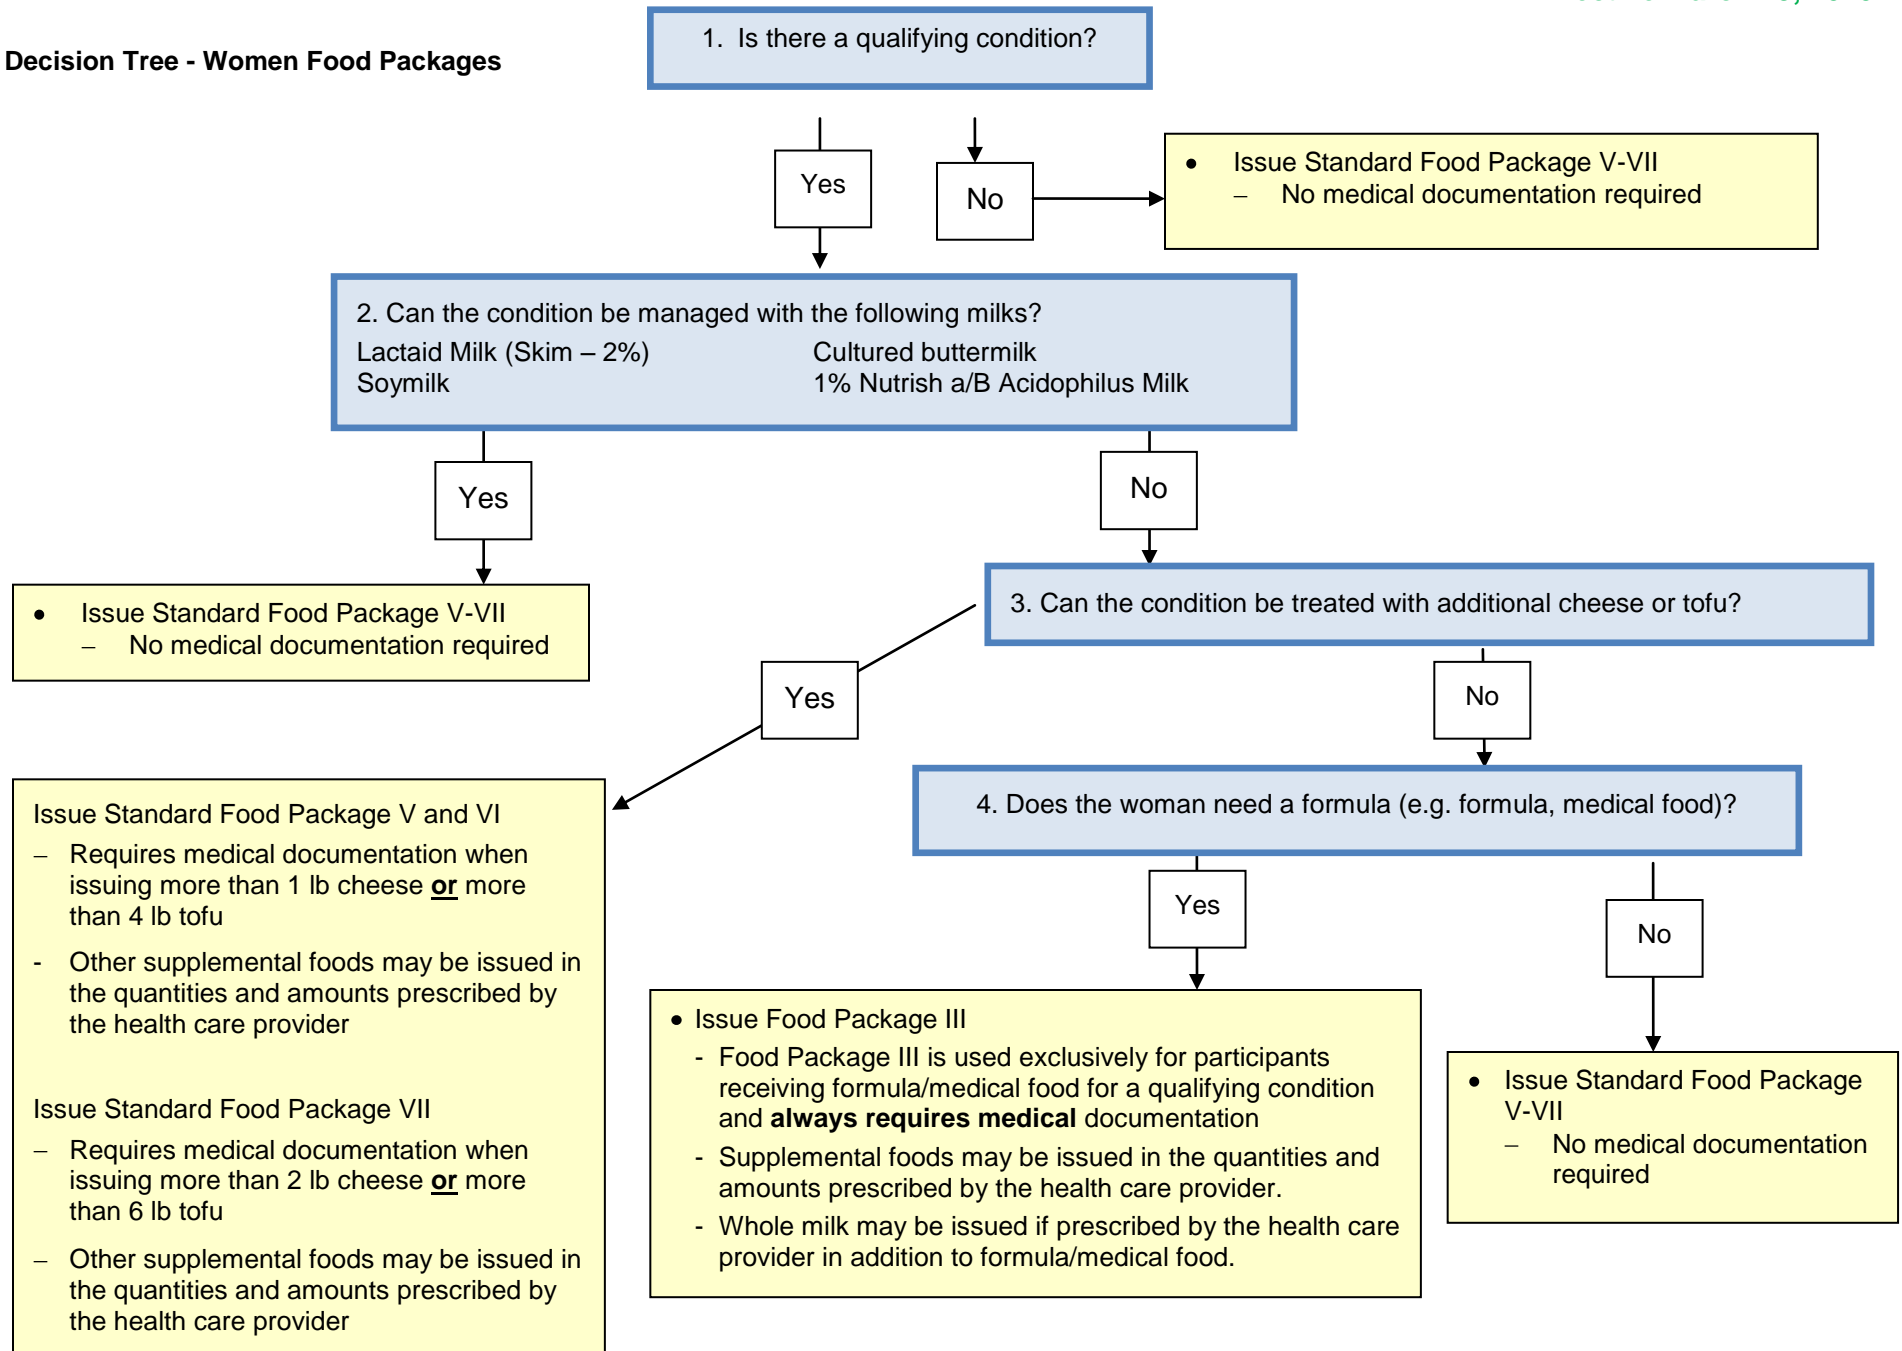 Decision Tree - Women Food Packages
1. Is there a qualifying condition?
Yes
No
• Issue Standard Food Package V-VII
– No medical documentation required
2. Can the condition be managed with the following milks?
Lactaid Milk (Skim – 2%) Cultured buttermilk
Soymilk 1% Nutrish a/B Acidophilus Milk
Yes
No
• Issue Standard Food Package V-VII
– No medical documentation required
3. Can the condition be treated with additional cheese or tofu?
Yes
No
Issue Standard Food Package V and VI
– Requires medical documentation when
issuing more than 1 lb cheese or more
than 4 lb tofu
- Other supplemental foods may be issued in
the quantities and amounts prescribed by
the health care provider
Issue Standard Food Package VII
– Requires medical documentation when
issuing more than 2 lb cheese or more
than 6 lb tofu
– Other supplemental foods may be issued in
the quantities and amounts prescribed by
the health care provider
4. Does the woman need a formula (e.g. formula, medical food)?
Yes
No
• Issue Food Package III
- Food Package III is used exclusively for participants
receiving formula/medical food for a qualifying condition
and always requires medical documentation
- Supplemental foods may be issued in the quantities and
amounts prescribed by the health care provider.
- Whole milk may be issued if prescribed by the health care
provider in addition to formula/medical food.
• Issue Standard Food Package
V-VII
– No medical documentation
required